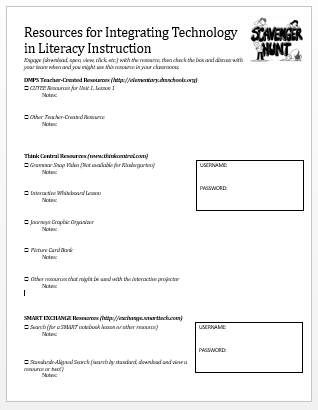 Resources for Integrating Technology
in Literacy Instruction
SCAVENGER
HUNT
Engage (download, open, view, click, etc.) with the resource, then check the box and discuss with
your team when and you might use this resource in your classrooms.
DMPS Teacher-Created Resources (http://elementary.dmschools.org)
CUTEE Resources for Unit 1, Lesson 1
Notes:
Other Teacher-Created Resource
Notes:
Think Central Resources (www.thinkcentral.com)
Grammar Snap Video (Not available for Kindergarten)
Notes:
USERNAME:
PASSWORD:
Interactive Whiteboard Lesson
Notes:
Journeys Graphic Organizer
Notes:
Picture Card Bank
Notes:
Other resources that might be used with the interactive projector
Notes:
SMART EXCHANGE Resources (http://exchange.smarttech.com)
Search (for a SMART notebook lesson or other resource)
Notes:
USERNAME:
PASSWORD:
Standards-Aligned Search (search by standard, download and view a
resource or two!)
Notes: